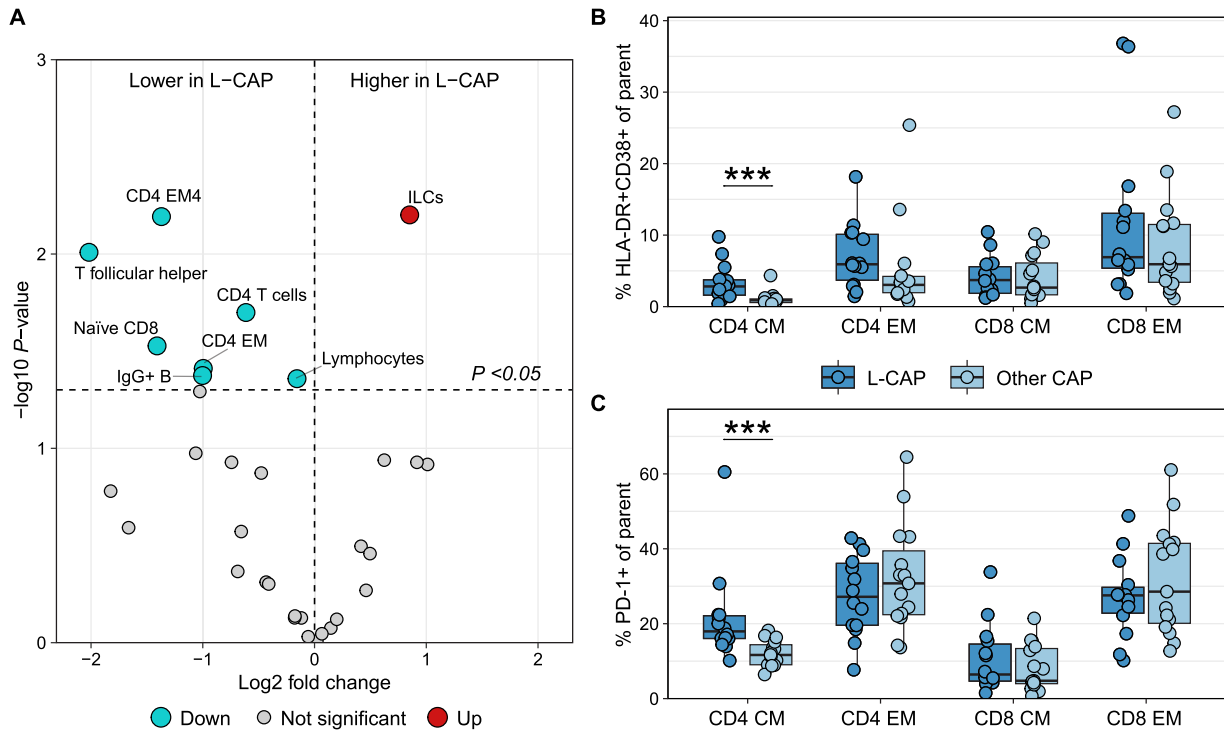 A
Lower in L−CAP
Higher in L−CAP
CD4 EM4
ILCs
T follicular helper
CD4 T cells
Naïve CD8
CD4 EM
IgG+ B
Lymphocytes
P <0.05
−log10 P−value
3
2
1
0
−2
−1
0
1
2
Log2 fold change
Down
Not significant
Up
B
% HLA-DR+CD38+ of parent
40
30
20
10
0
***
CD4 CM
CD4 EM
CD8 CM
CD8 EM
L-CAP
Other CAP
C
% PD-1+ of parent
60
40
20
0
***
CD4 CM
CD4 EM
CD8 CM
CD8 EM